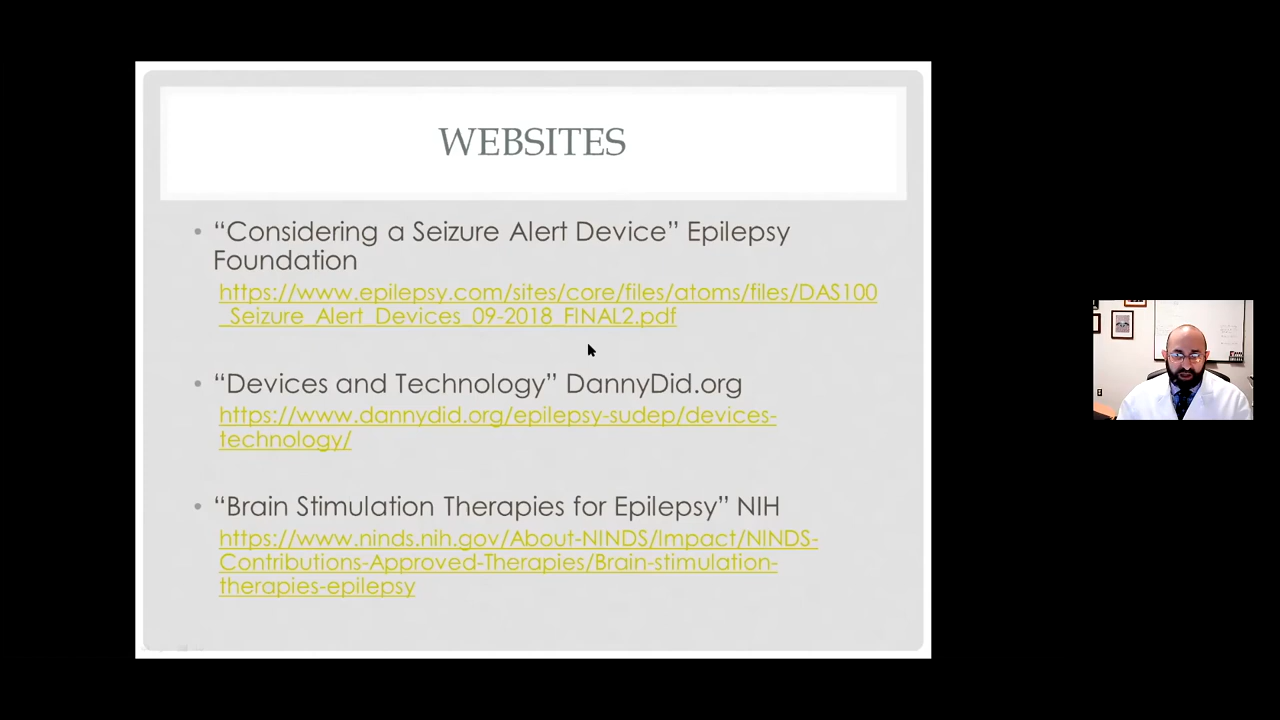 WEBSITES
• “Considering a Seizure Alert Device” Epilepsy
Foundation
https://www.epilepsy.com/sites/core/files/atoms/files/DAS100
_Seizure_Alert_Devices_09-2018_FINAL2.pdf
• “Devices and Technology” DannyDid.org
https://www.dannydid.org/epilepsy-sudep/devices-
technology/
• “Brain Stimulation Therapies for Epilepsy” NIH
https://www.ninds.nih.gov/About-NINDS/Impact/NINDS-
Contributions-Approved-Therapies/Brain-stimulation-
therapies-epilepsy